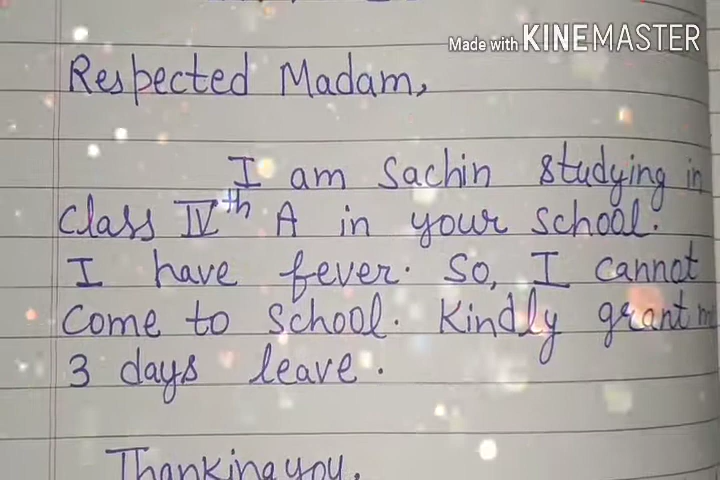 Made with KINEMASTER
Respected Madam,
I am Sachin studying in
Class IVth A in your school.
I have fever. So, I cannot
come to school. Kindly grant me
3 days leave.
Thanking you,